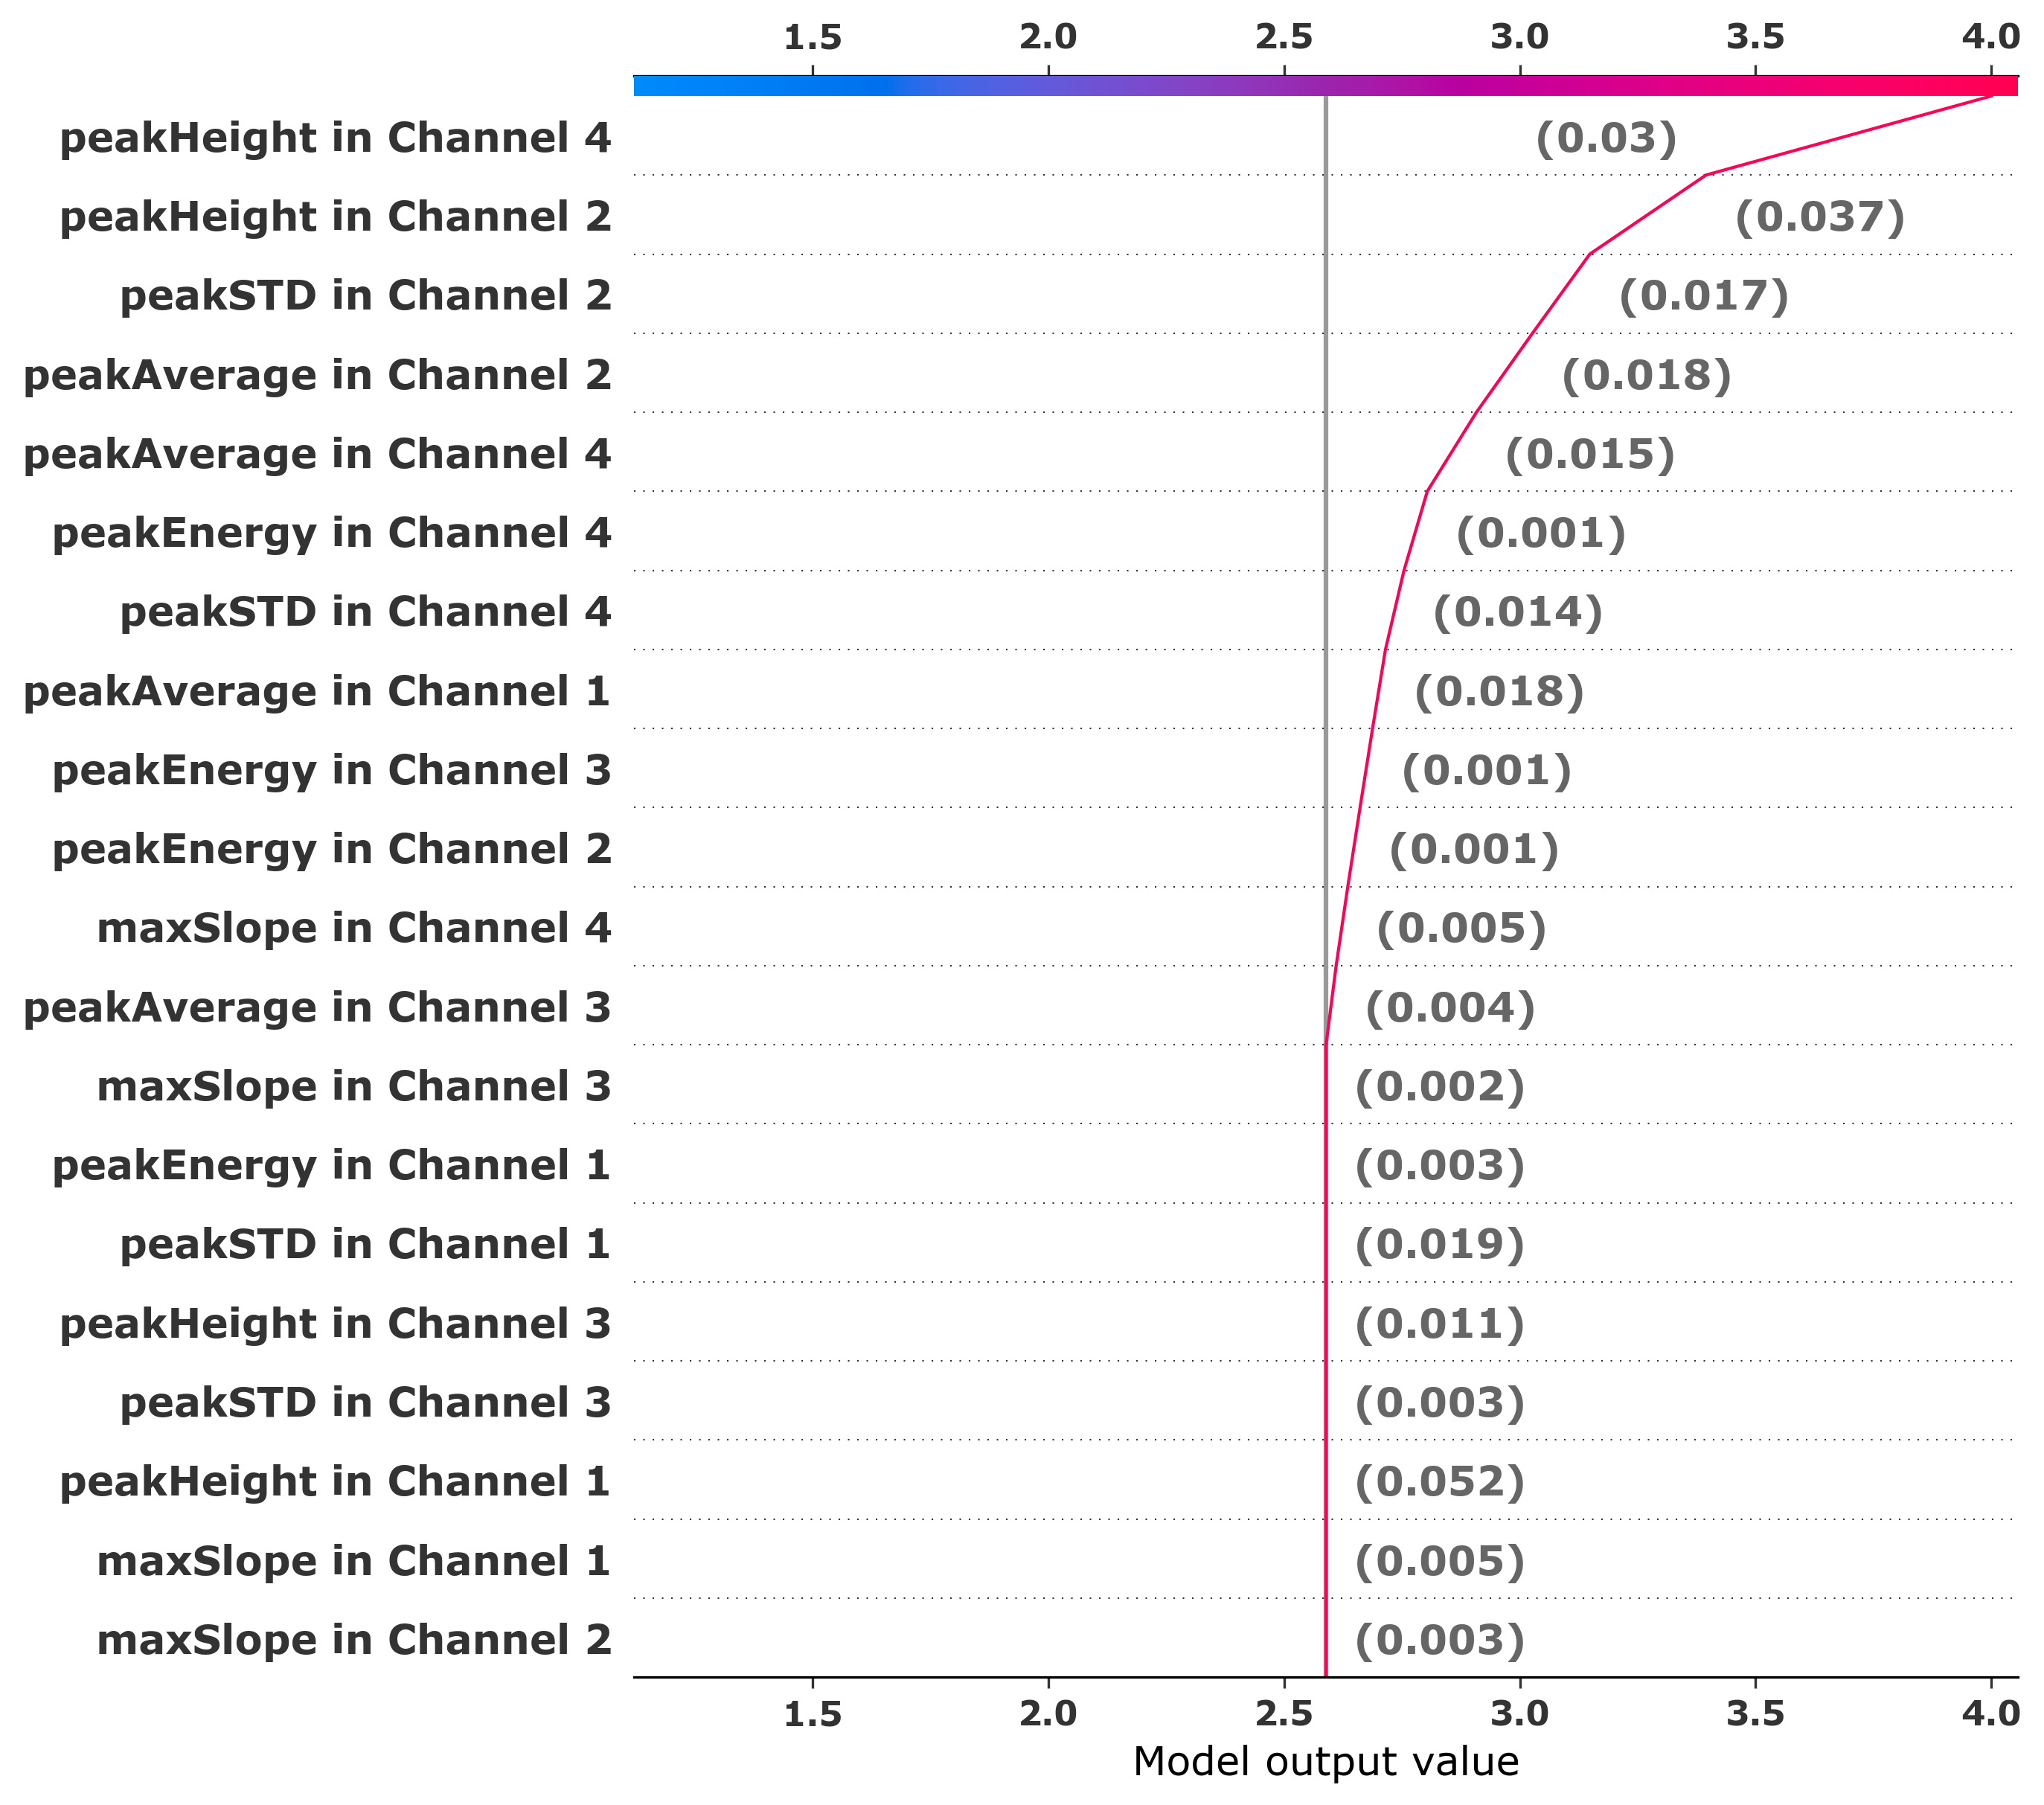 1.5 2.0 2.5 3.0 3.5 4.0
peakHeight in Channel 4 (0.03)
peakHeight in Channel 2 (0.037)
peakSTD in Channel 2 (0.017)
peakAverage in Channel 2 (0.018)
peakAverage in Channel 4 (0.015)
peakEnergy in Channel 4 (0.001)
peakSTD in Channel 4 (0.014)
peakAverage in Channel 1 (0.018)
peakEnergy in Channel 3 (0.001)
peakEnergy in Channel 2 (0.001)
maxSlope in Channel 4 (0.005)
peakAverage in Channel 3 (0.004)
maxSlope in Channel 3 (0.002)
peakEnergy in Channel 1 (0.003)
peakSTD in Channel 1 (0.019)
peakHeight in Channel 3 (0.011)
peakSTD in Channel 3 (0.003)
peakHeight in Channel 1 (0.052)
maxSlope in Channel 1 (0.005)
maxSlope in Channel 2 (0.003)
1.5 2.0 2.5 3.0 3.5 4.0
Model output value